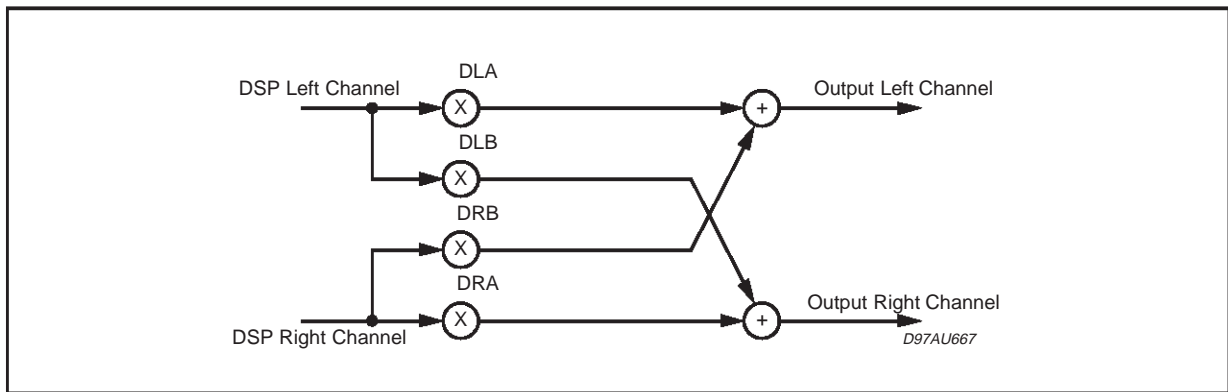 DLA
DSP Left Channel
Output Left Channel
X
+
DLB
X
DRB
X
DRA
Output Right Channel
X
+
DSP Right Channel
D97AU667